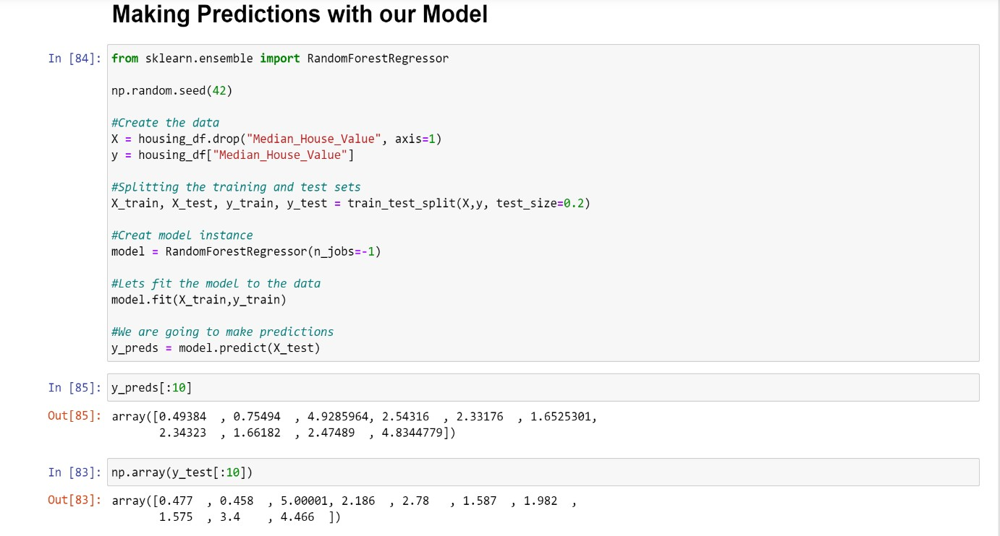 Making Predictions with our Model
In [84]: from sklearn.ensemble import RandomForestRegressor
np.random.seed(42)
#Create the data
X = housing_df.drop("Median_House_Value", axis=1)
y = housing_df["Median_House_Value"]
#Splitting the training and test sets
X_train, X_test, y_train, y_test = train_test_split(X,y, test_size=0.2)
#Creat model instance
model = RandomForestRegressor(n_jobs=-1)
#Lets fit the model to the data
model.fit(X_train,y_train)
#We are going to make predictions
y_preds = model.predict(X_test)
In [85]: y_preds[:10]
Out[85]: array([0.49384  , 0.75494  , 4.9285964, 2.54316  , 2.33176  , 1.6525301,
2.34323  , 1.66182  , 2.47489  , 4.8344779])
In [83]: np.array(y_test[:10])
Out[83]: array([0.477  , 0.458  , 5.00001, 2.186  , 2.78   , 1.587  , 1.982  ,
1.575  , 3.4    , 4.466  ])